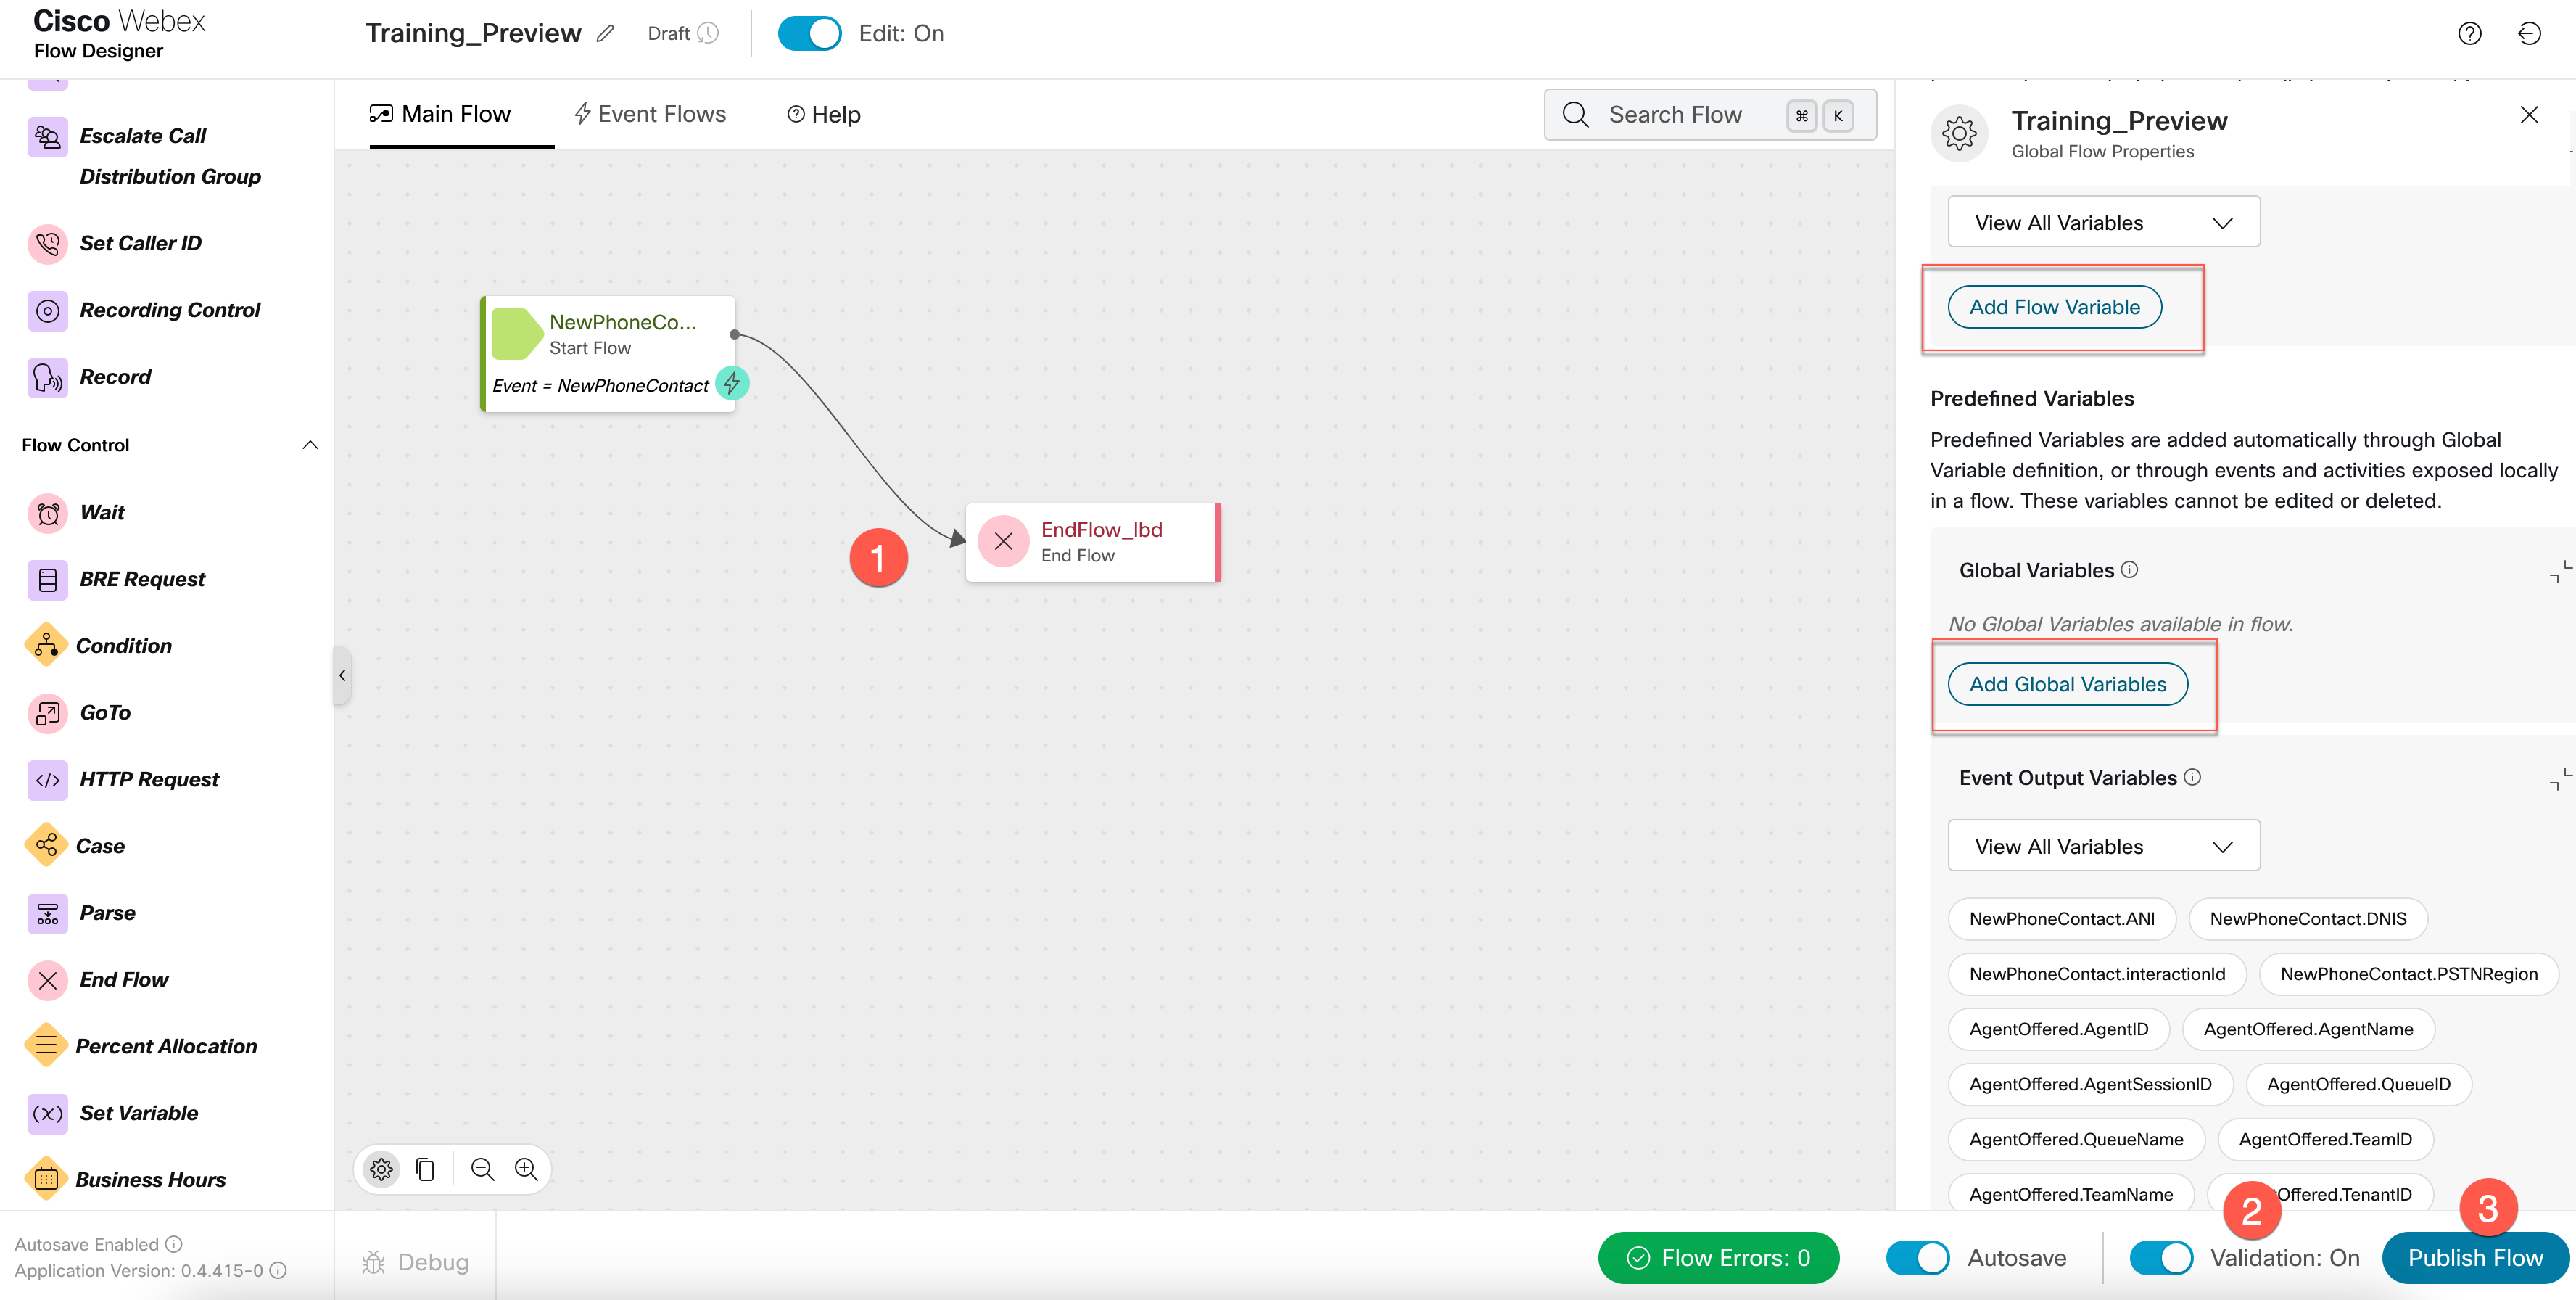 Cisco Webex
Flow Designer
Training_Preview
Draft
Edit: On
Escalate Call
Distribution Group
Set Caller ID
Recording Control
Record
Flow Control
Wait
BRE Request
Condition
GoTo
HTTP Request
Case
Parse
End Flow
Percent Allocation
Set Variable
Business Hours
Autosave Enabled
Application Version: 0.4.415-0
Main Flow
Event Flows
Help
Search Flow
⌘ K
NewPhoneCo...
Start Flow
Event = NewPhoneContact
1
EndFlow_lbd
End Flow
Training_Preview
Global Flow Properties
View All Variables
Add Flow Variable
Predefined Variables
Predefined Variables are added automatically through Global
Variable definition, or through events and activities exposed locally
in a flow. These variables cannot be edited or deleted.
Global Variables
No Global Variables available in flow.
Add Global Variables
Event Output Variables
View All Variables
NewPhoneContact.ANI NewPhoneContact.DNIS
NewPhoneContact.interactionId NewPhoneContact.PSTNRegion
AgentOffered.AgentID AgentOffered.AgentName
AgentOffered.AgentSessionID AgentOffered.QueueID
AgentOffered.QueueName AgentOffered.TeamID
AgentOffered.TeamName tOffered.TenantID
2
3
Debug
Flow Errors: 0
Autosave
Validation: On
Publish Flow